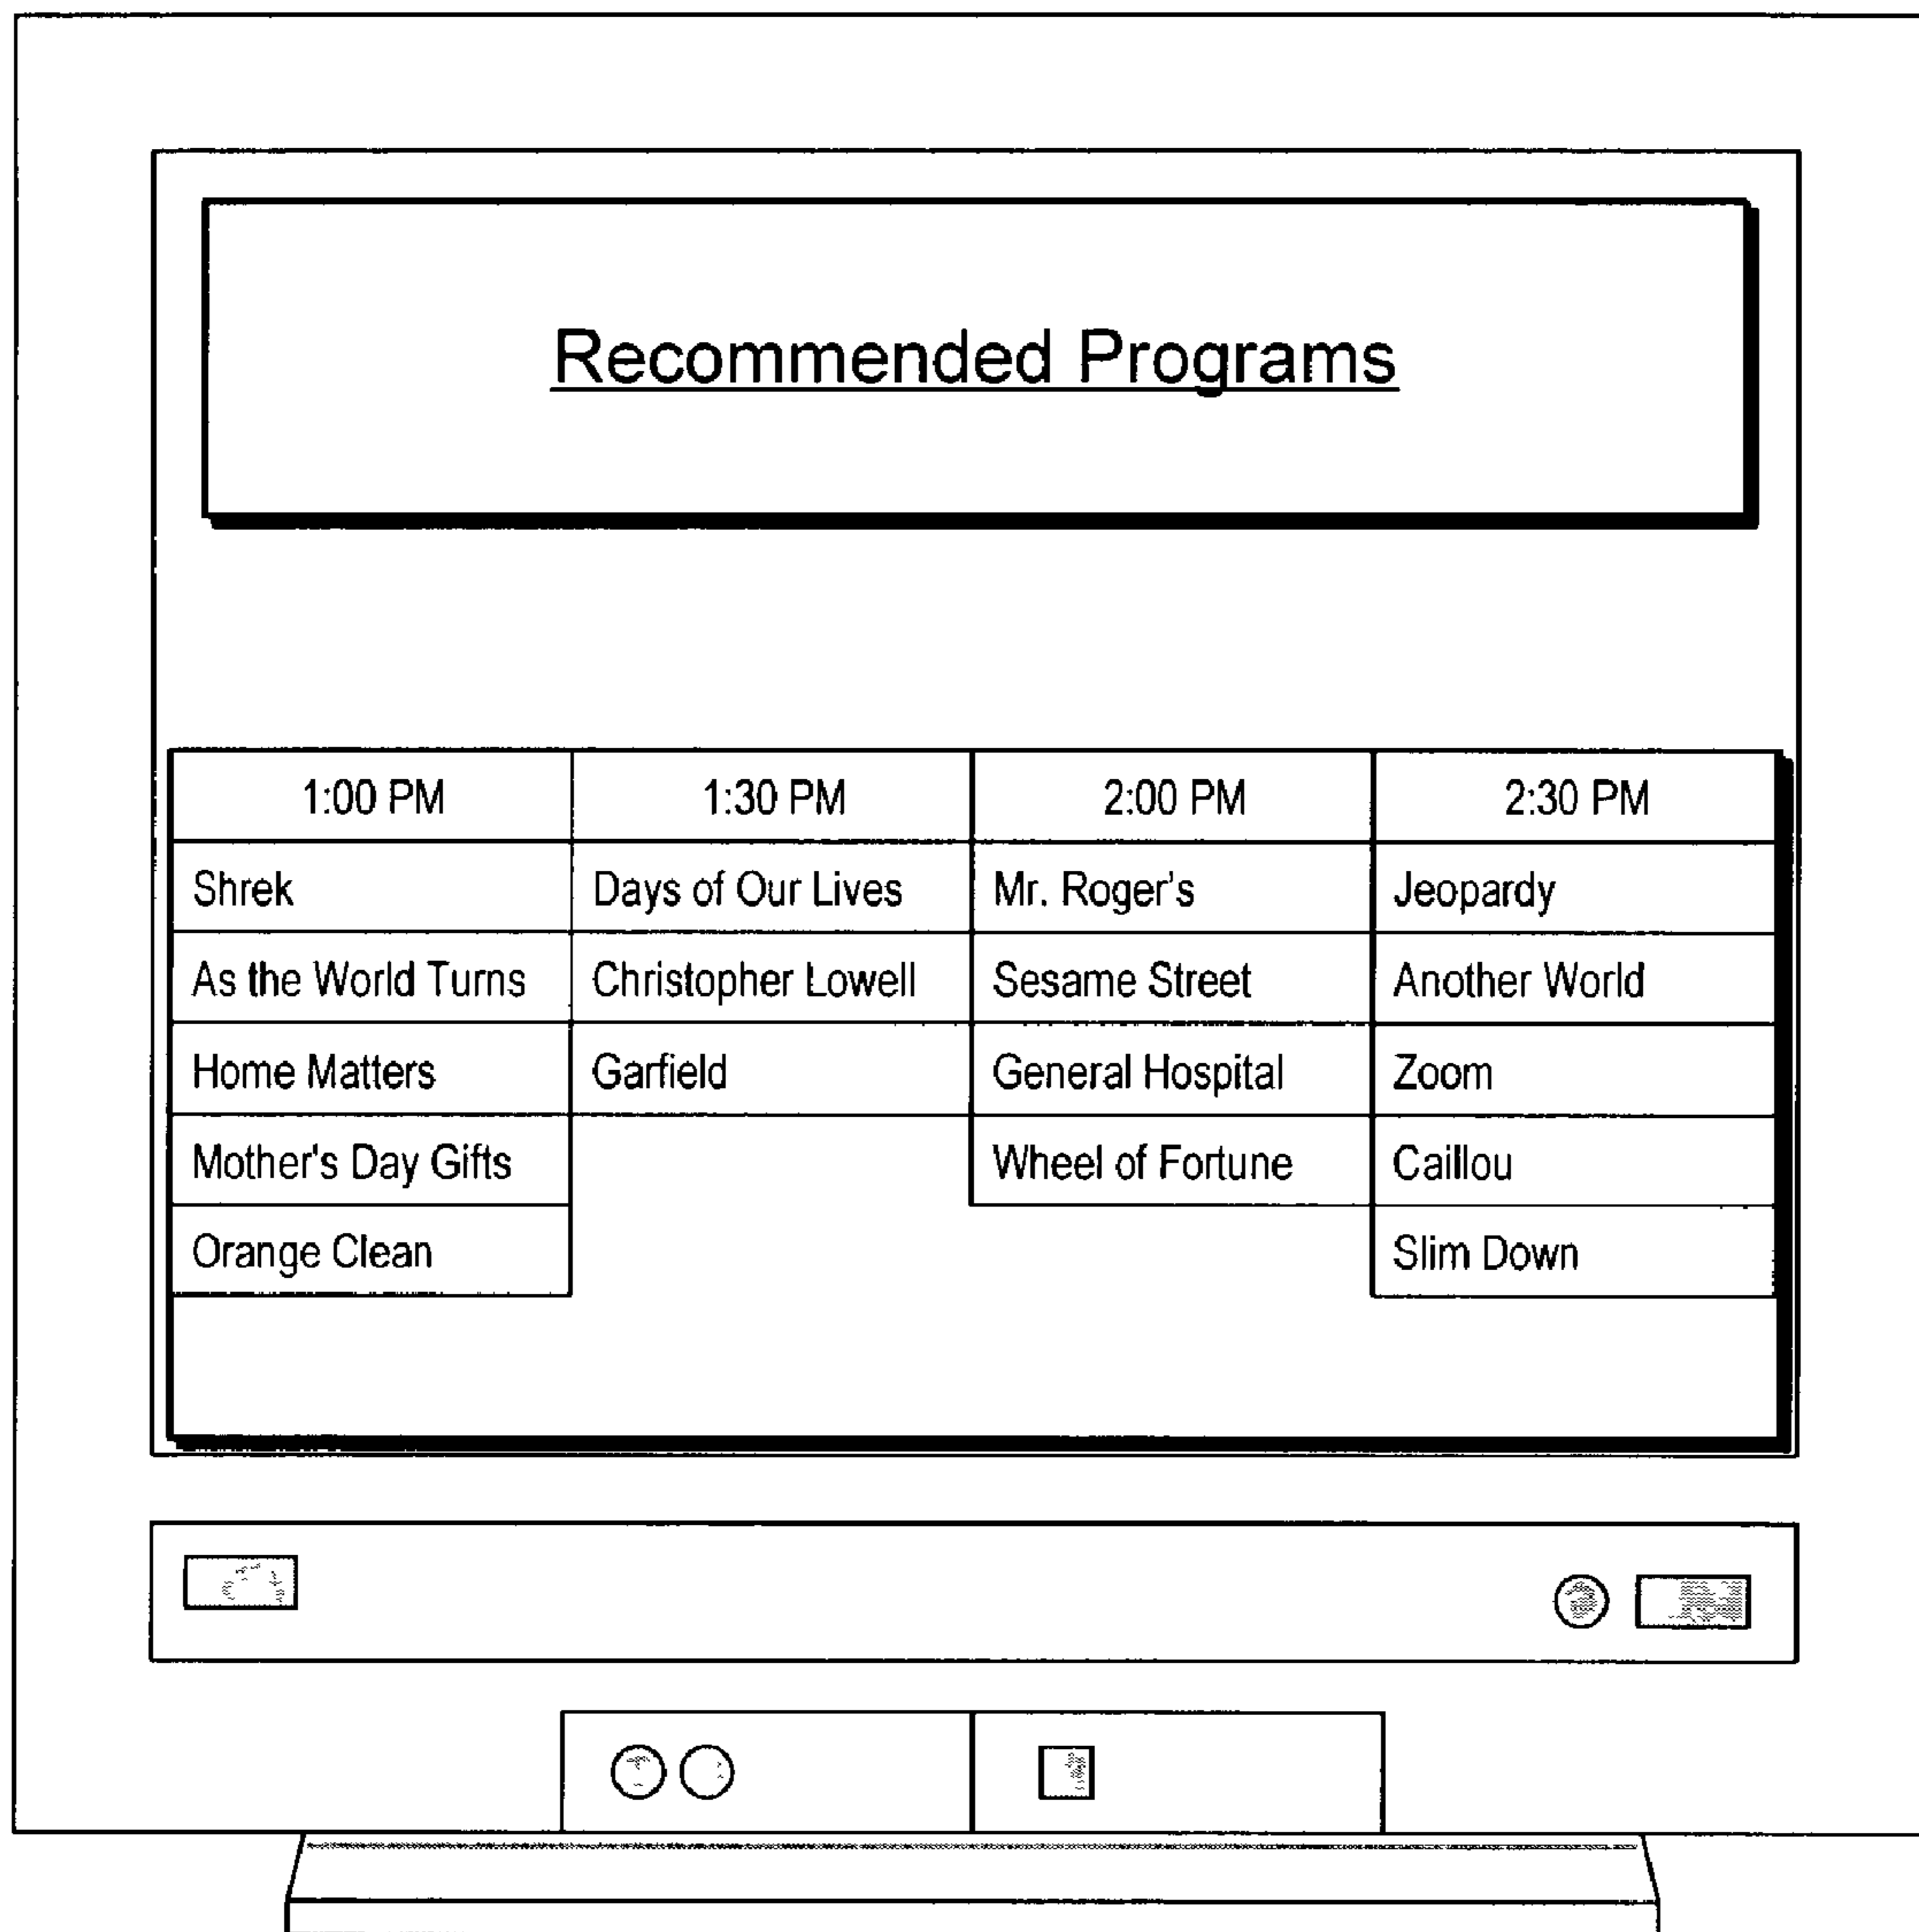 Recommended Programs
1:00 PM 1:30 PM 2:00 PM 2:30 PM
Shrek Days of Our Lives Mr. Roger's Jeopardy
As the World Turns Christopher Lowell Sesame Street Another World
Home Matters Garfield General Hospital Zoom
Mother's Day Gifts Wheel of Fortune Caillou
Orange Clean Slim Down